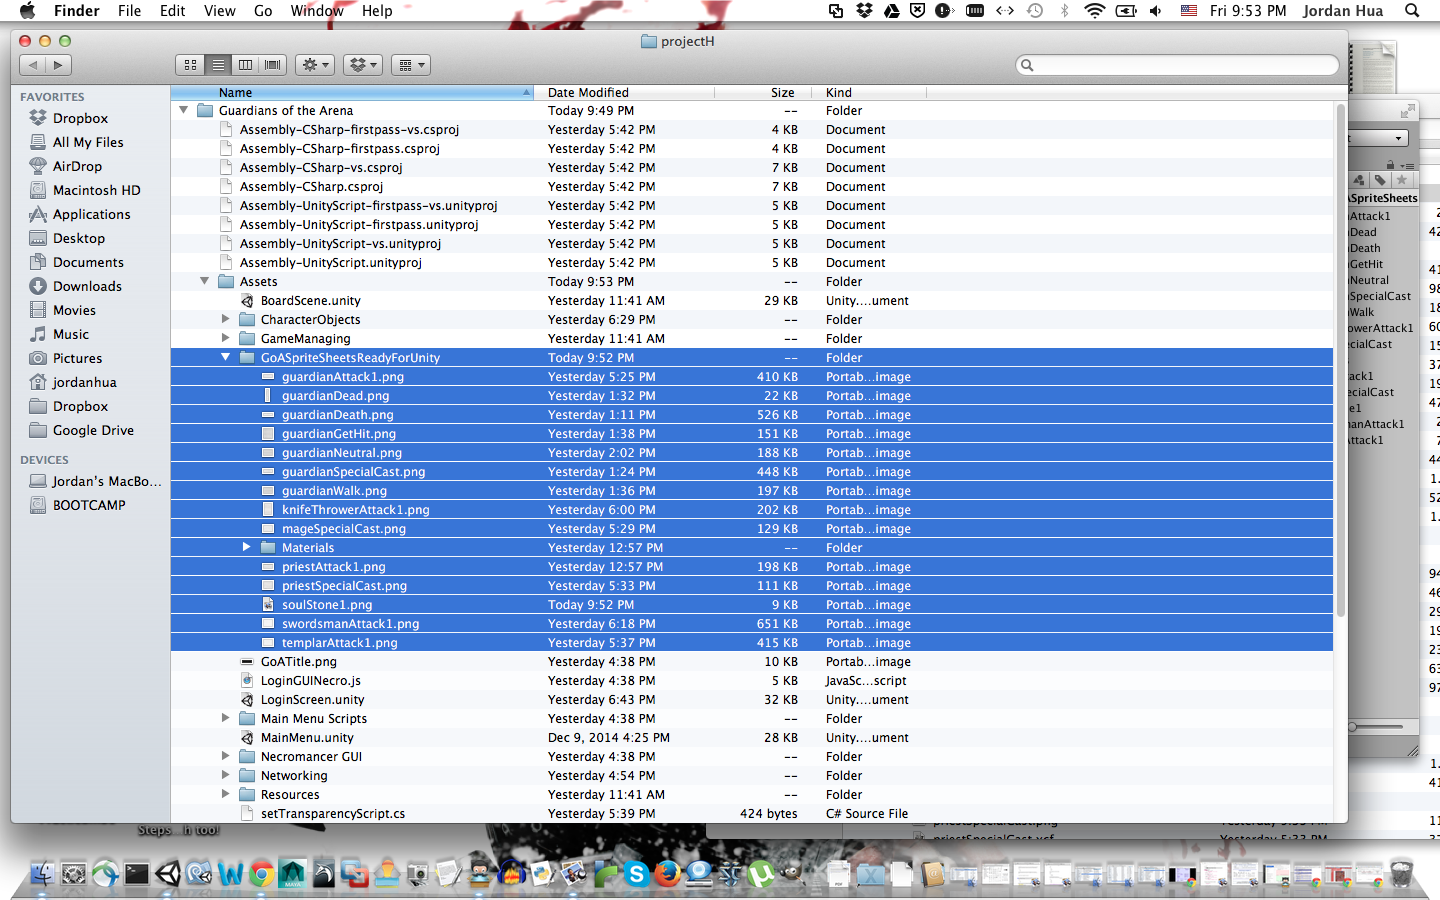 Finder File Edit View Go Window Help Fri 9:53 PM Jordan Hua
projectH
FAVORITES
Dropbox
All My Files
AirDrop
Macintosh HD
Applications
Desktop
Documents
Downloads
Movies
Music
Pictures
jordanhua
Dropbox
Google Drive
DEVICES
Jordan's MacBo...
BOOTCAMP
Name Date Modified Size Kind
Guardians of the Arena Today 9:49 PM -- Folder
Assembly-CSharp-firstpass-vs.csproj Yesterday 5:42 PM 4 KB Document
Assembly-CSharp-firstpass.csproj Yesterday 5:42 PM 4 KB Document
Assembly-CSharp-vs.csproj Yesterday 5:42 PM 7 KB Document
Assembly-CSharp.csproj Yesterday 5:42 PM 7 KB Document
Assembly-UnityScript-firstpass-vs.unityproj Yesterday 5:42 PM 5 KB Document
Assembly-UnityScript-firstpass.unityproj Yesterday 5:42 PM 5 KB Document
Assembly-UnityScript-vs.unityproj Yesterday 5:42 PM 5 KB Document
Assembly-UnityScript.unityproj Yesterday 5:42 PM 5 KB Document
Assets Today 9:53 PM -- Folder
BoardScene.unity Yesterday 11:41 AM 29 KB Unity....ument
CharacterObjects Yesterday 6:29 PM -- Folder
GameManaging Yesterday 11:41 AM -- Folder
GoASpriteSheetsReadyForUnity Today 9:52 PM -- Folder
guardianAttack1.png Yesterday 5:25 PM 410 KB Portab...image
guardianDead.png Yesterday 1:32 PM 22 KB Portab...image
guardianDeath.png Yesterday 1:11 PM 526 KB Portab...image
guardianGetHit.png Yesterday 1:38 PM 151 KB Portab...image
guardianNeutral.png Yesterday 2:02 PM 188 KB Portab...image
guardianSpecialCast.png Yesterday 1:24 PM 448 KB Portab...image
guardianWalk.png Yesterday 1:36 PM 197 KB Portab...image
knifeThrowerAttack1.png Yesterday 6:00 PM 202 KB Portab...image
mageSpecialCast.png Yesterday 5:29 PM 129 KB Portab...image
Materials Yesterday 12:57 PM -- Folder
priestAttack1.png Yesterday 12:57 PM 198 KB Portab...image
priestSpecialCast.png Yesterday 5:33 PM 111 KB Portab...image
soulStone1.png Today 9:52 PM 9 KB Portab...image
swordsmanAttack1.png Yesterday 6:18 PM 651 KB Portab...image
templarAttack1.png Yesterday 5:37 PM 415 KB Portab...image
GoATitle.png Yesterday 4:38 PM 10 KB Portab...image
LoginGUINecro.js Yesterday 4:38 PM 5 KB JavaSc...script
LoginScreen.unity Yesterday 6:43 PM 32 KB Unity....ument
Main Menu Scripts Yesterday 4:38 PM -- Folder
MainMenu.unity Dec 9, 2014 4:25 PM 28 KB Unity....ument
Necromancer GUI Yesterday 4:38 PM -- Folder
Networking Yesterday 4:54 PM -- Folder
Resources Yesterday 11:41 AM -- Folder
setTransparencyScript.cs Yesterday 5:39 PM 424 bytes C# Source File
ASpriteSheets
nAttack1
nDead
nDeath
nGetHit
nNeutral
nSpecialCast
nWalk
owerAttack1
ecialCast
tack1
ecialCast
e1
manAttack1
ttack1
Steps...h too!
priestSpecialCast.xcf Yesterday 5:33 PM
MAYA